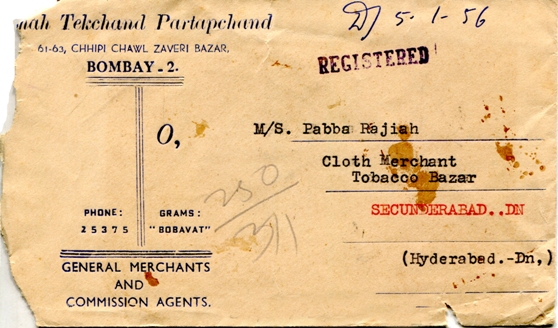 Tekchand Partapchand
61-63, CHHIPI CHAWL ZAVERI BAZAR,
BOMBAY-2.
D/ 5-1-56
REGISTERED
TO,
M/S. Pabba Rajiah
Cloth Merchant
Tobacco Bazar
SECUNDERABAD..DN
(Hyderabad.-Dn,)
250
PHONE:
25375
GRAMS:
"BOBAVAT"
GENERAL MERCHANTS
AND
COMMISSION AGENTS.